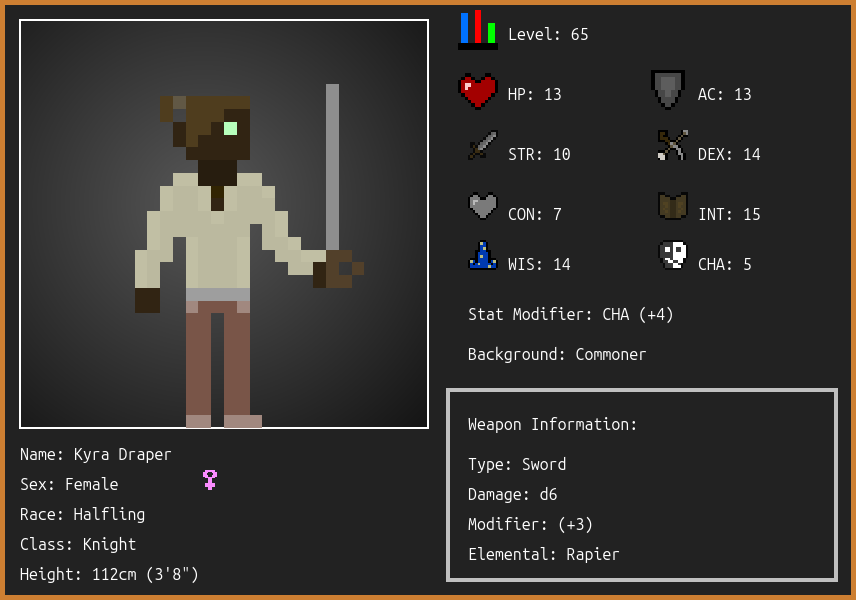 Level: 65
HP: 13
AC: 13
STR: 10
DEX: 14
CON: 7
INT: 15
WIS: 14
CHA: 5
Stat Modifier: CHA (+4)
Background: Commoner
Weapon Information:
Type: Sword
Damage: d6
Modifier: (+3)
Elemental: Rapier
Name: Kyra Draper
Sex: Female
Race: Halfling
Class: Knight
Height: 112cm (3'8")